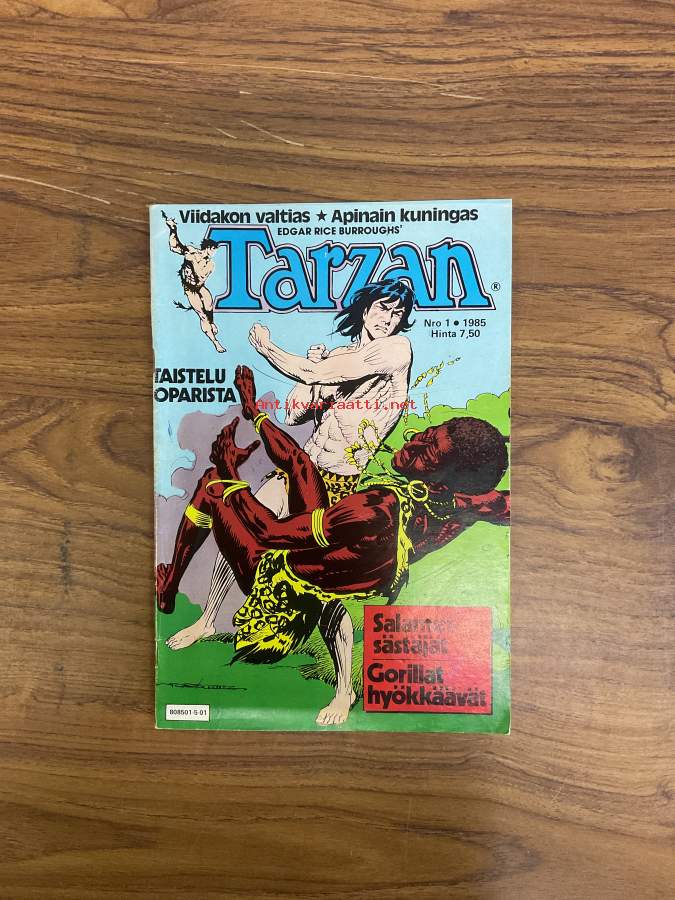 Viidakon valtias ★ Apinain kuningas
EDGAR RICE BURROUGHS'
Tarzan®
Nro 1 • 1985
Hinta 7,50
TAISTELU
OPARISTA
Antikvariaatti.net
sästäjät
Gorillat
hyökkäävät
808501-5-01